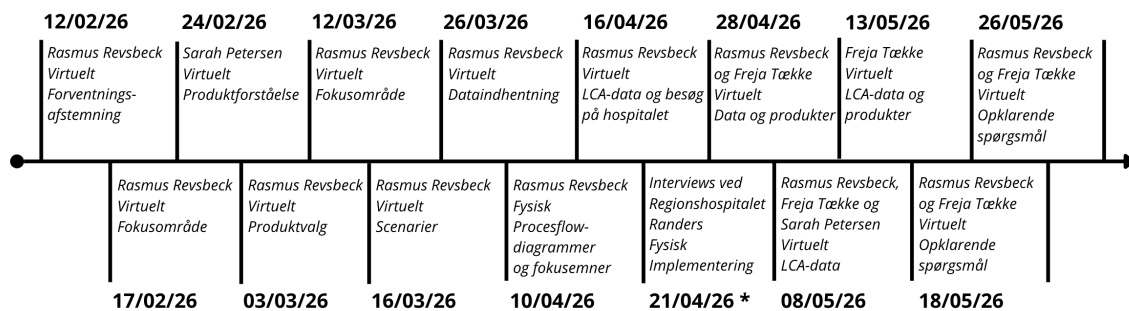 12/02/26
Rasmus Revsbeck
Virtuelt
Forventnings-
afstemning
24/02/26
Sarah Petersen
Virtuelt
Produktforståelse
12/03/26
Rasmus Revsbeck
Virtuelt
Fokusområde
26/03/26
Rasmus Revsbeck
Virtuelt
Dataindhentning
16/04/26
Rasmus Revsbeck
Virtuelt
LCA-data og besøg
på hospitalet
28/04/26
Rasmus Revsbeck
og Freja Tække
Virtuelt
Data og produkter
13/05/26
Freja Tække
Virtuelt
LCA-data og
produkter
26/05/26
Rasmus Revsbeck
og Freja Tække
Virtuelt
Opklarende
spørgsmål
Rasmus Revsbeck
Virtuelt
Fokusområde
17/02/26
Rasmus Revsbeck
Virtuelt
Produktvalg
03/03/26
Rasmus Revsbeck
Virtuelt
Scenarier
16/03/26
Rasmus Revsbeck
Fysisk
Procesflow-
diagrammer
og fokusemner
10/04/26
Interviews ved
Regionshospitalet
Randers
Fysisk
Implementering
21/04/26 *
Rasmus Revsbeck,
Freja Tække og
Sarah Petersen
Virtuelt
LCA-data
08/05/26
Rasmus Revsbeck
og Freja Tække
Virtuelt
Opklarende
spørgsmål
18/05/26